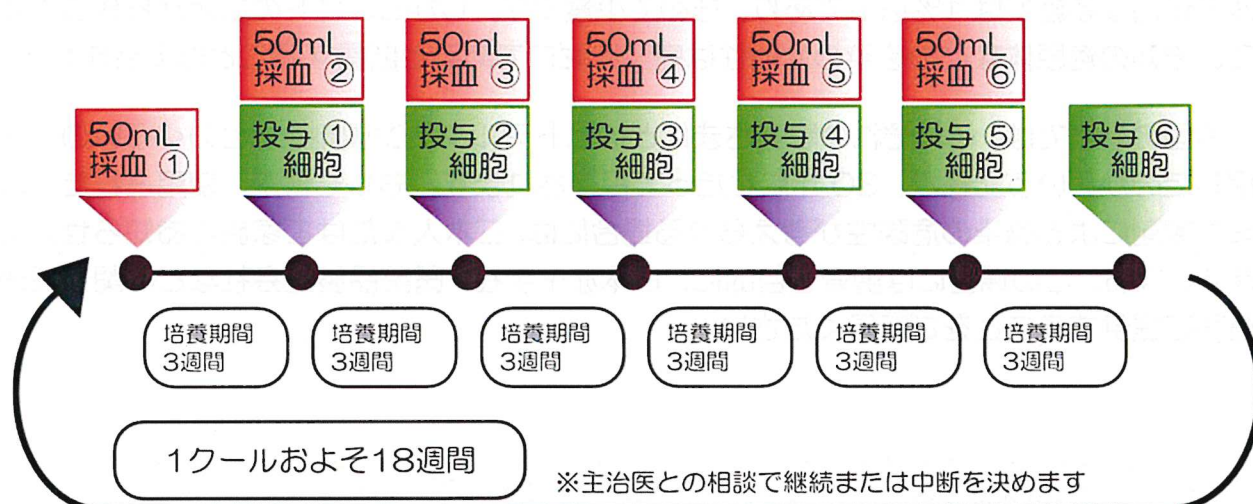 50mL
採血 ①
50mL
採血 ②
投与 ①
細胞
50mL
採血 ③
投与 ②
細胞
50mL
採血 ④
投与 ③
細胞
50mL
採血 ⑤
投与 ④
細胞
50mL
採血 ⑥
投与 ⑤
細胞
投与 ⑥
細胞
培養期間
3週間
培養期間
3週間
培養期間
3週間
培養期間
3週間
培養期間
3週間
培養期間
3週間
1クールおよそ18週間
※主治医との相談で継続または中断を決めます